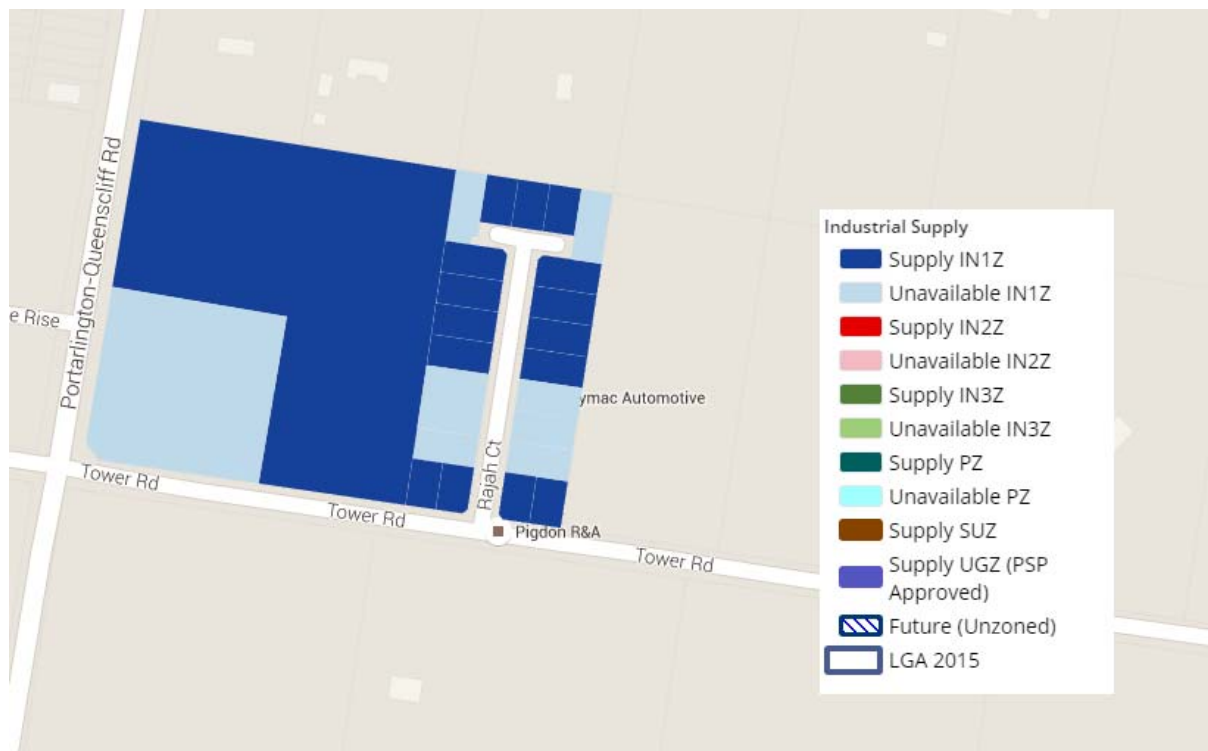 Portarlington-Queenscliff Rd
e Rise
Tower Rd
Tower Rd
Tower Rd
Rajah Ct
ymac Automotive
Pigdon R&A
Industrial Supply
Supply IN1Z
Unavailable IN1Z
Supply IN2Z
Unavailable IN2Z
Supply IN3Z
Unavailable IN3Z
Supply PZ
Unavailable PZ
Supply SUZ
Supply UGZ (PSP
Approved)
Future (Unzoned)
LGA 2015